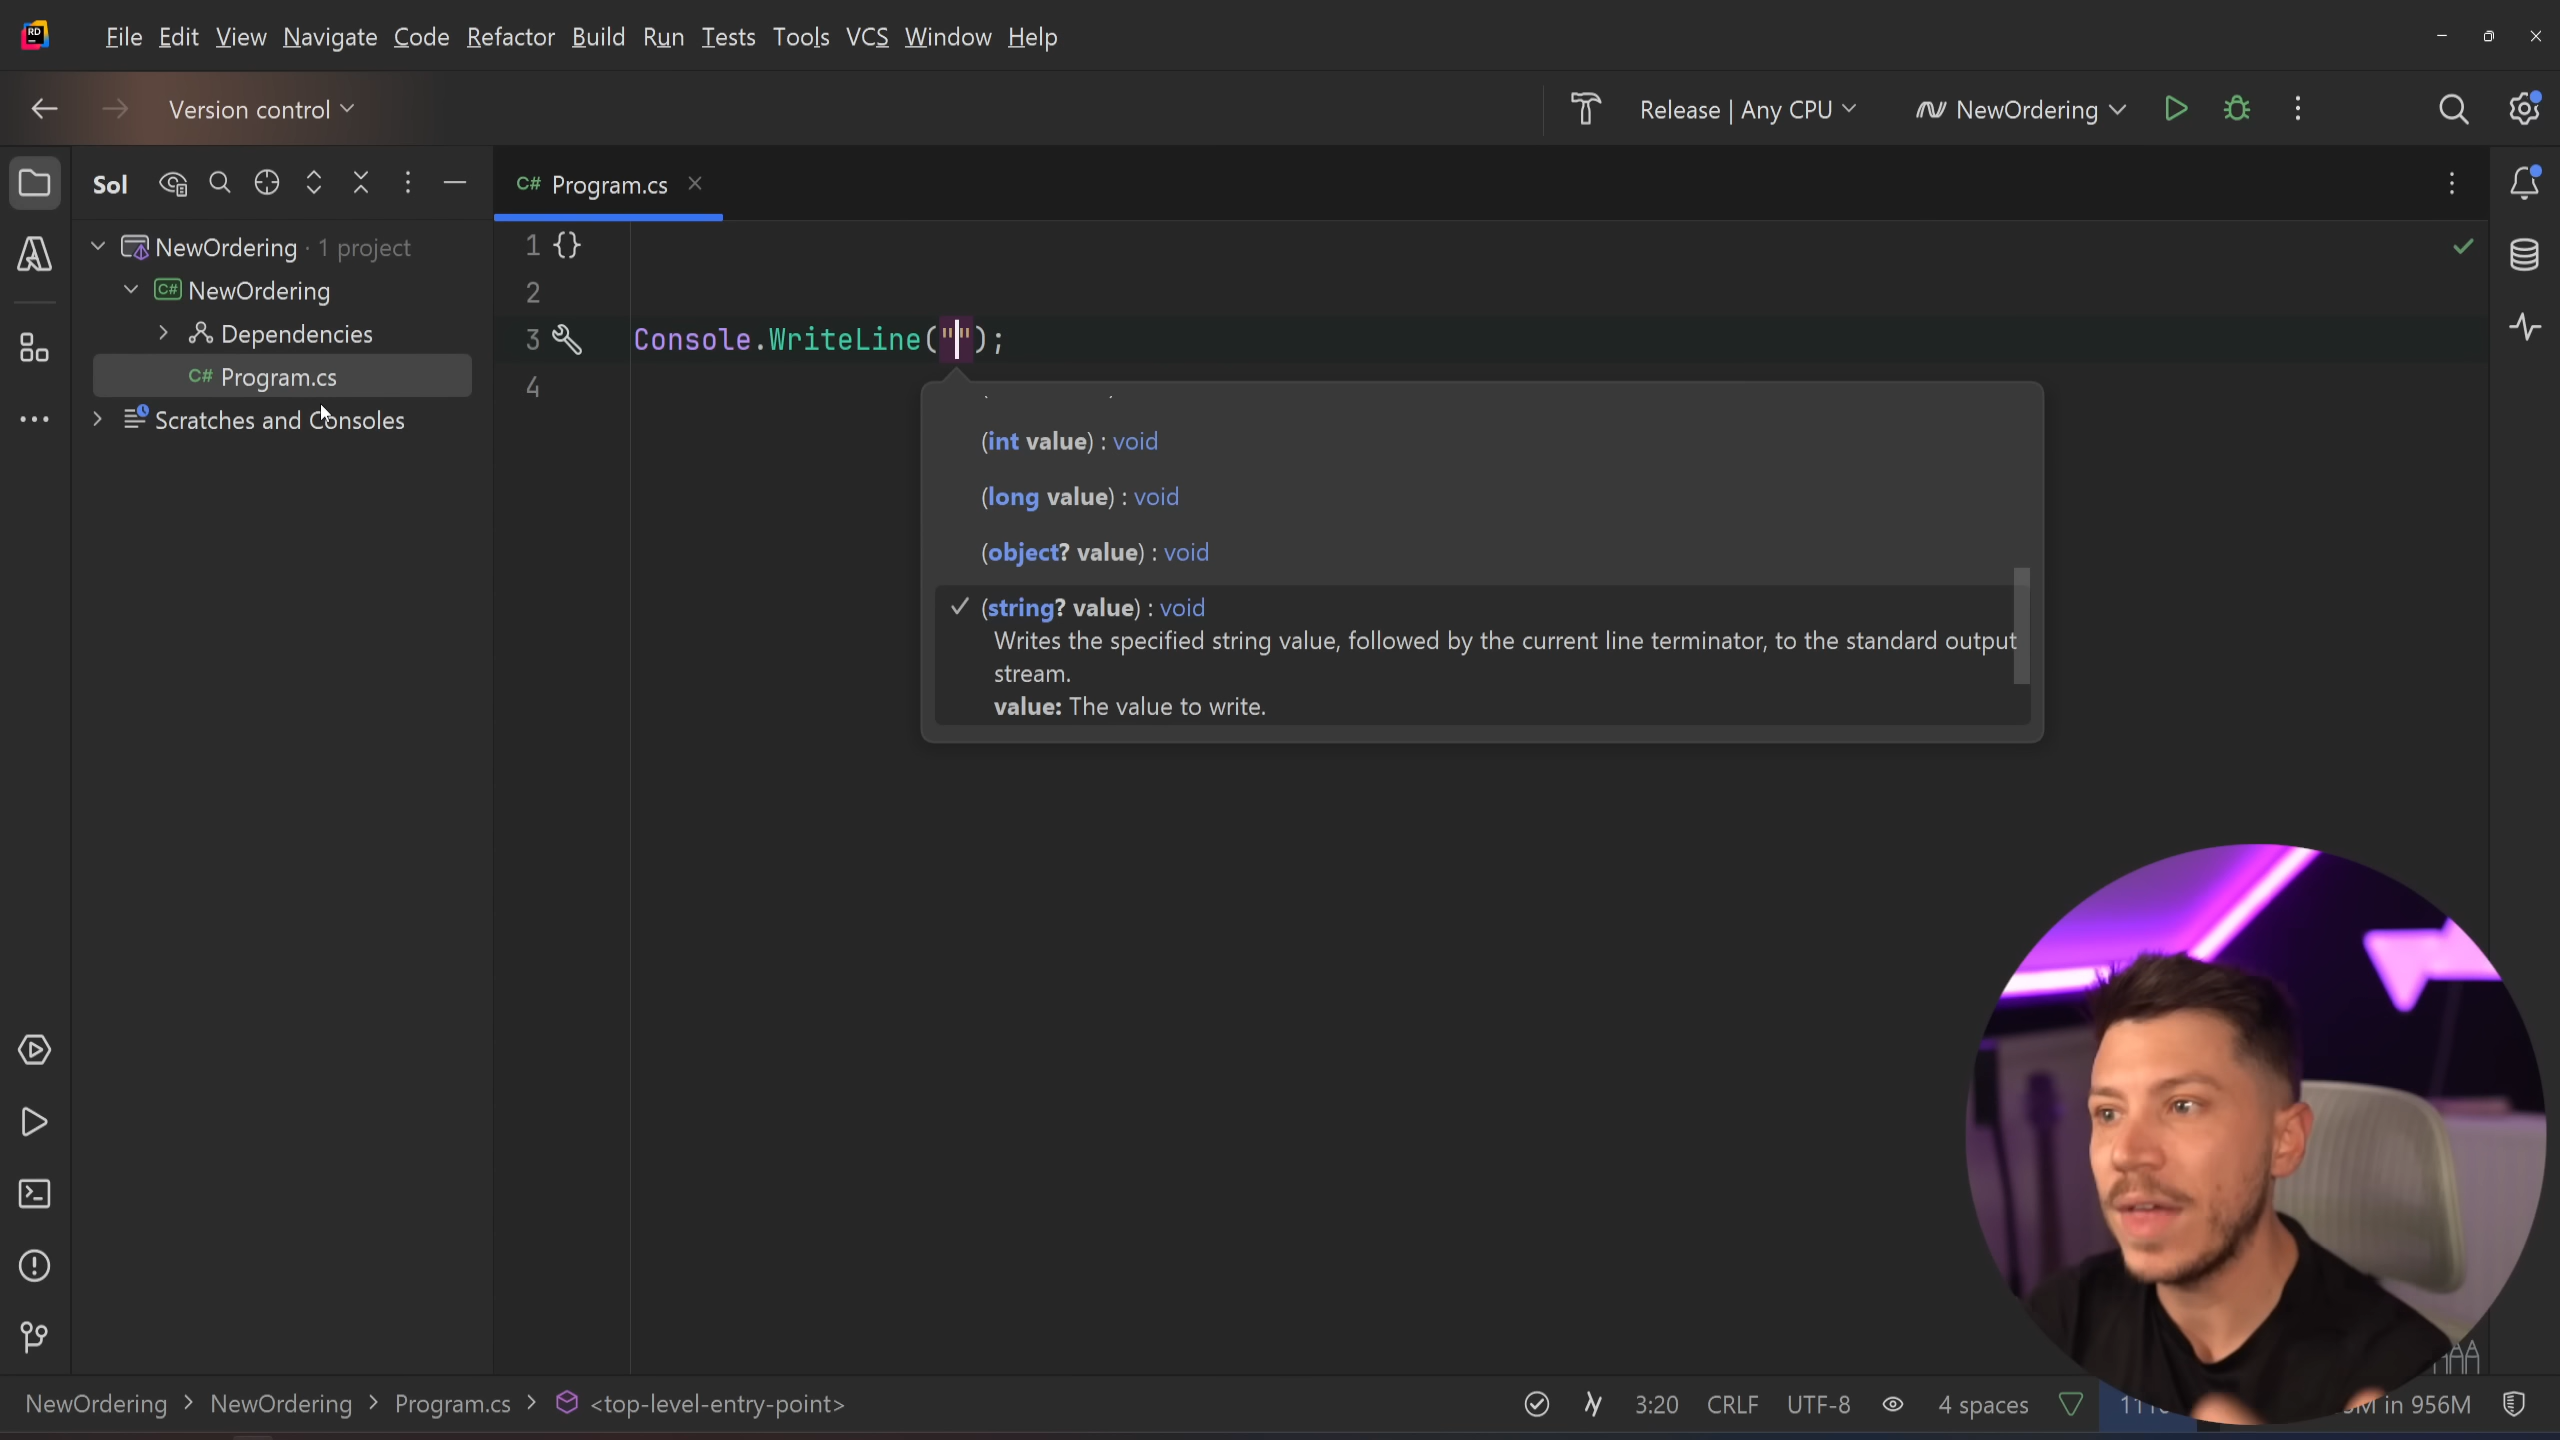 RD
File Edit View Navigate Code Refactor Build Run Tests Tools VCS Window Help
Version control
Release | Any CPU
NewOrdering
Sol
C# Program.cs
NewOrdering · 1 project
C# NewOrdering
Dependencies
C# Program.cs
Scratches and Consoles
1 {}
2
3 Console.WriteLine("");
4
(int value) : void
(long value) : void
(object? value) : void
(string? value) : void
Writes the specified string value, followed by the current line terminator, to the standard output
stream.
value: The value to write.
NewOrdering > NewOrdering > Program.cs > <top-level-entry-point>
3:20 CRLF UTF-8 4 spaces in 956M